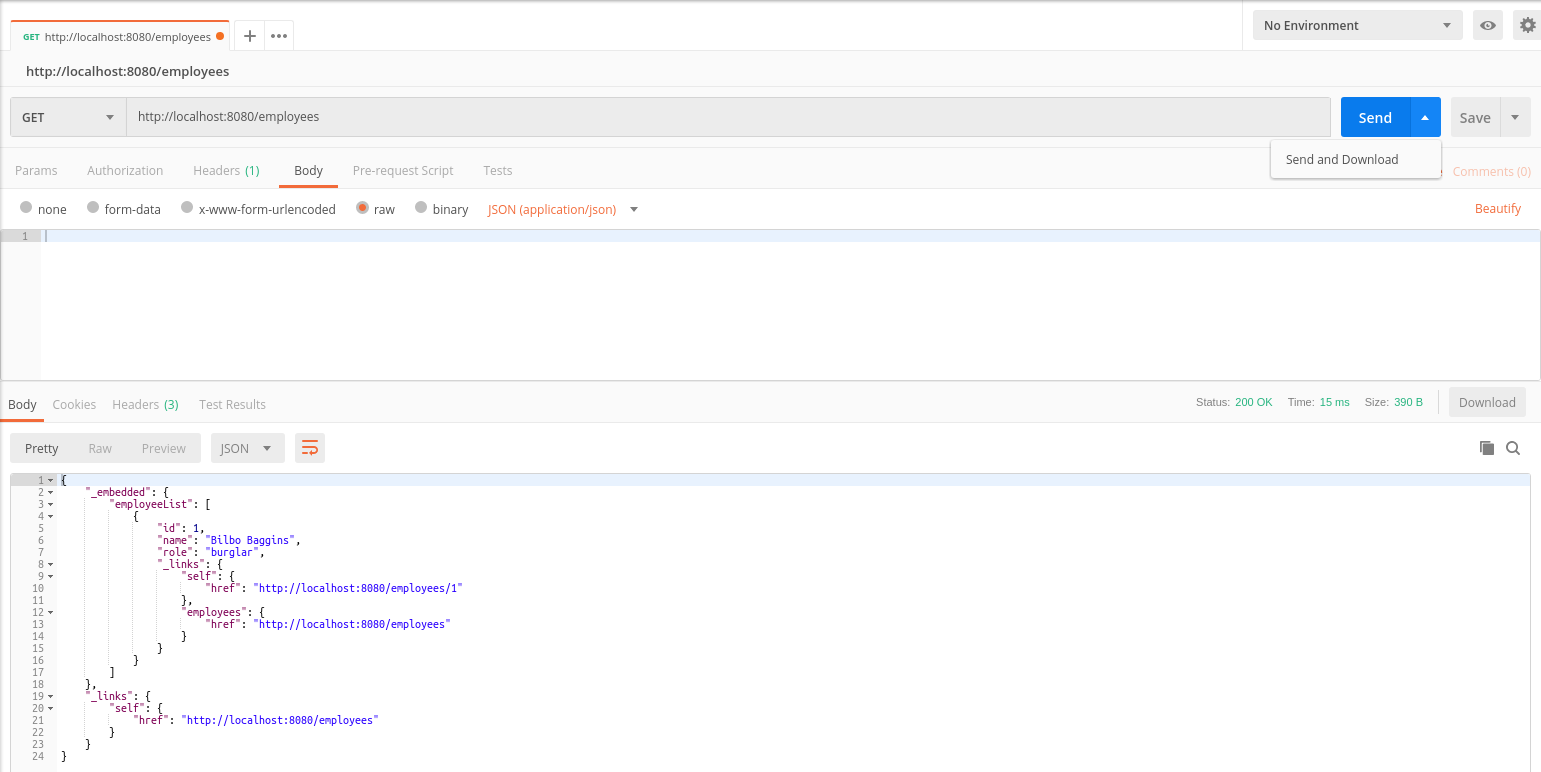 GET http://localhost:8080/employees
No Environment
http://localhost:8080/employees
GET http://localhost:8080/employees Send Save
Send and Download
Params Authorization Headers (1) Body Pre-request Script Tests Comments (0)
none form-data x-www-form-urlencoded raw binary JSON (application/json) Beautify
1
Body Cookies Headers (3) Test Results Status: 200 OK Time: 15 ms Size: 390 B Download
Pretty Raw Preview JSON
1 {
2 "_embedded": {
3 "employeeList": [
4 {
5 "id": 1,
6 "name": "Bilbo Baggins",
7 "role": "burglar",
8 "_links": {
9 "self": {
10 "href": "http://localhost:8080/employees/1"
11 },
12 "employees": {
13 "href": "http://localhost:8080/employees"
14 }
15 }
16 }
17 ]
18 },
19 "_links": {
20 "self": {
21 "href": "http://localhost:8080/employees"
22 }
23 }
24 }